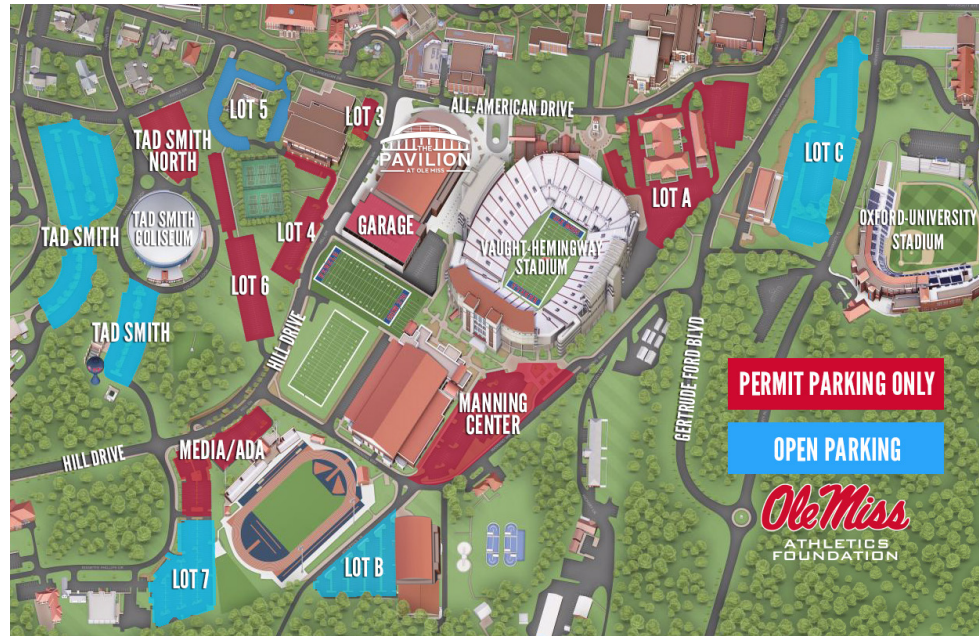 ALL-AMERICAN DRIVE
LOT 5
LOT 3
TAD SMITH
NORTH
THE
PAVILION
AT OLE MISS
LOT C
LOT A
TAD SMITH
COLISEUM
TAD SMITH
LOT 4
GARAGE
VAUGHT-HEMINGWAY
STADIUM
OXFORD-UNIVERSITY
STADIUM
LOT 6
TAD SMITH
HILL DRIVE
GERTRUDE FORD BLVD
PERMIT PARKING ONLY
MANNING
CENTER
OPEN PARKING
HILL DRIVE
MEDIA/ADA
Ole Miss
ATHLETICS
FOUNDATION
LOT 7
LOT B